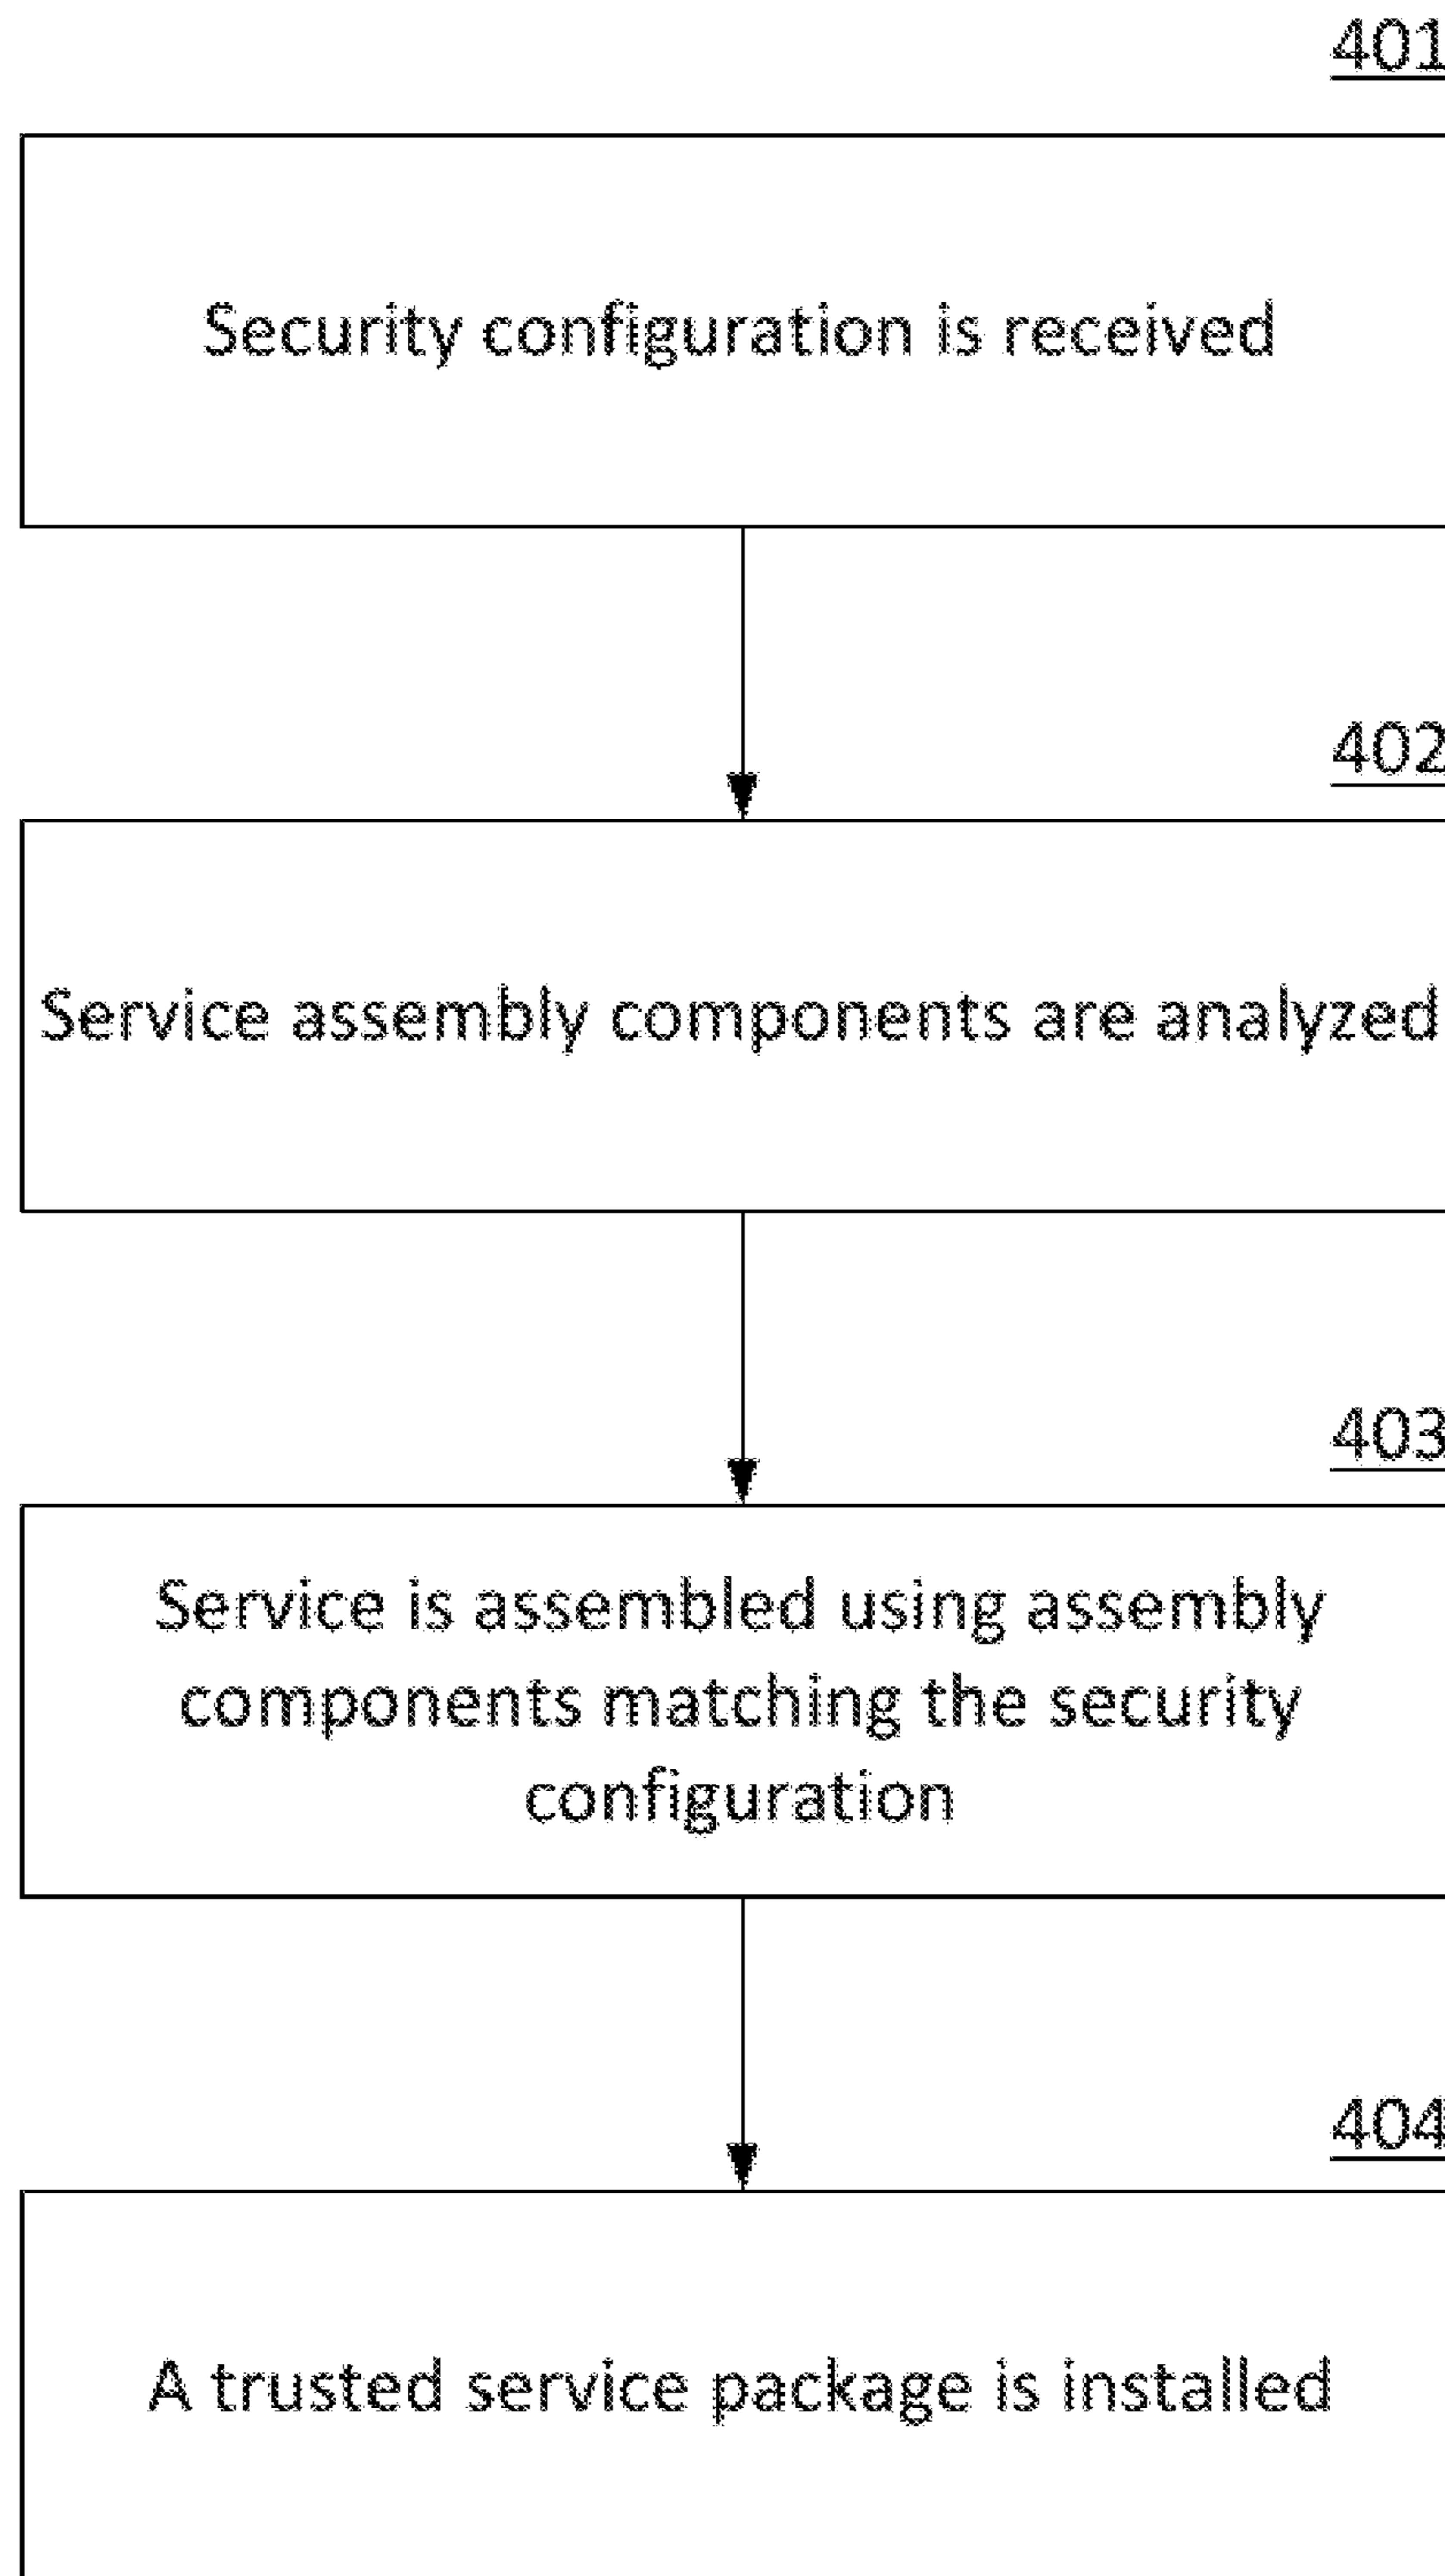 401
Security configuration is received
402
Service assembly components are analyzed
403
Service is assembled using assembly
components matching the security
configuration
404
A trusted service package is installed